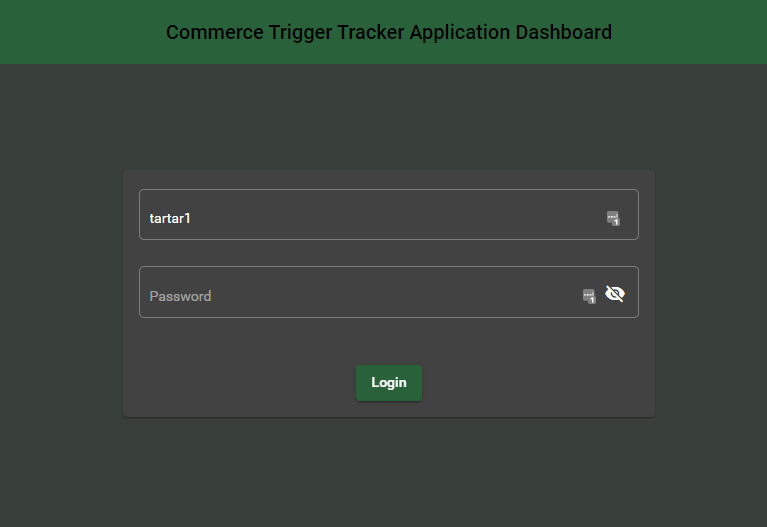 Commerce Trigger Tracker Application Dashboard
tartar1
Password
Login